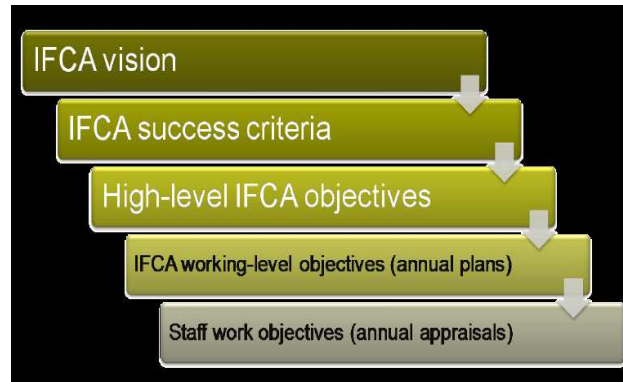 IFCA vision
IFCA success criteria
High-level IFCA objectives
IFCA working-level objectives (annual plans)
Staff work objectives (annual appraisals)